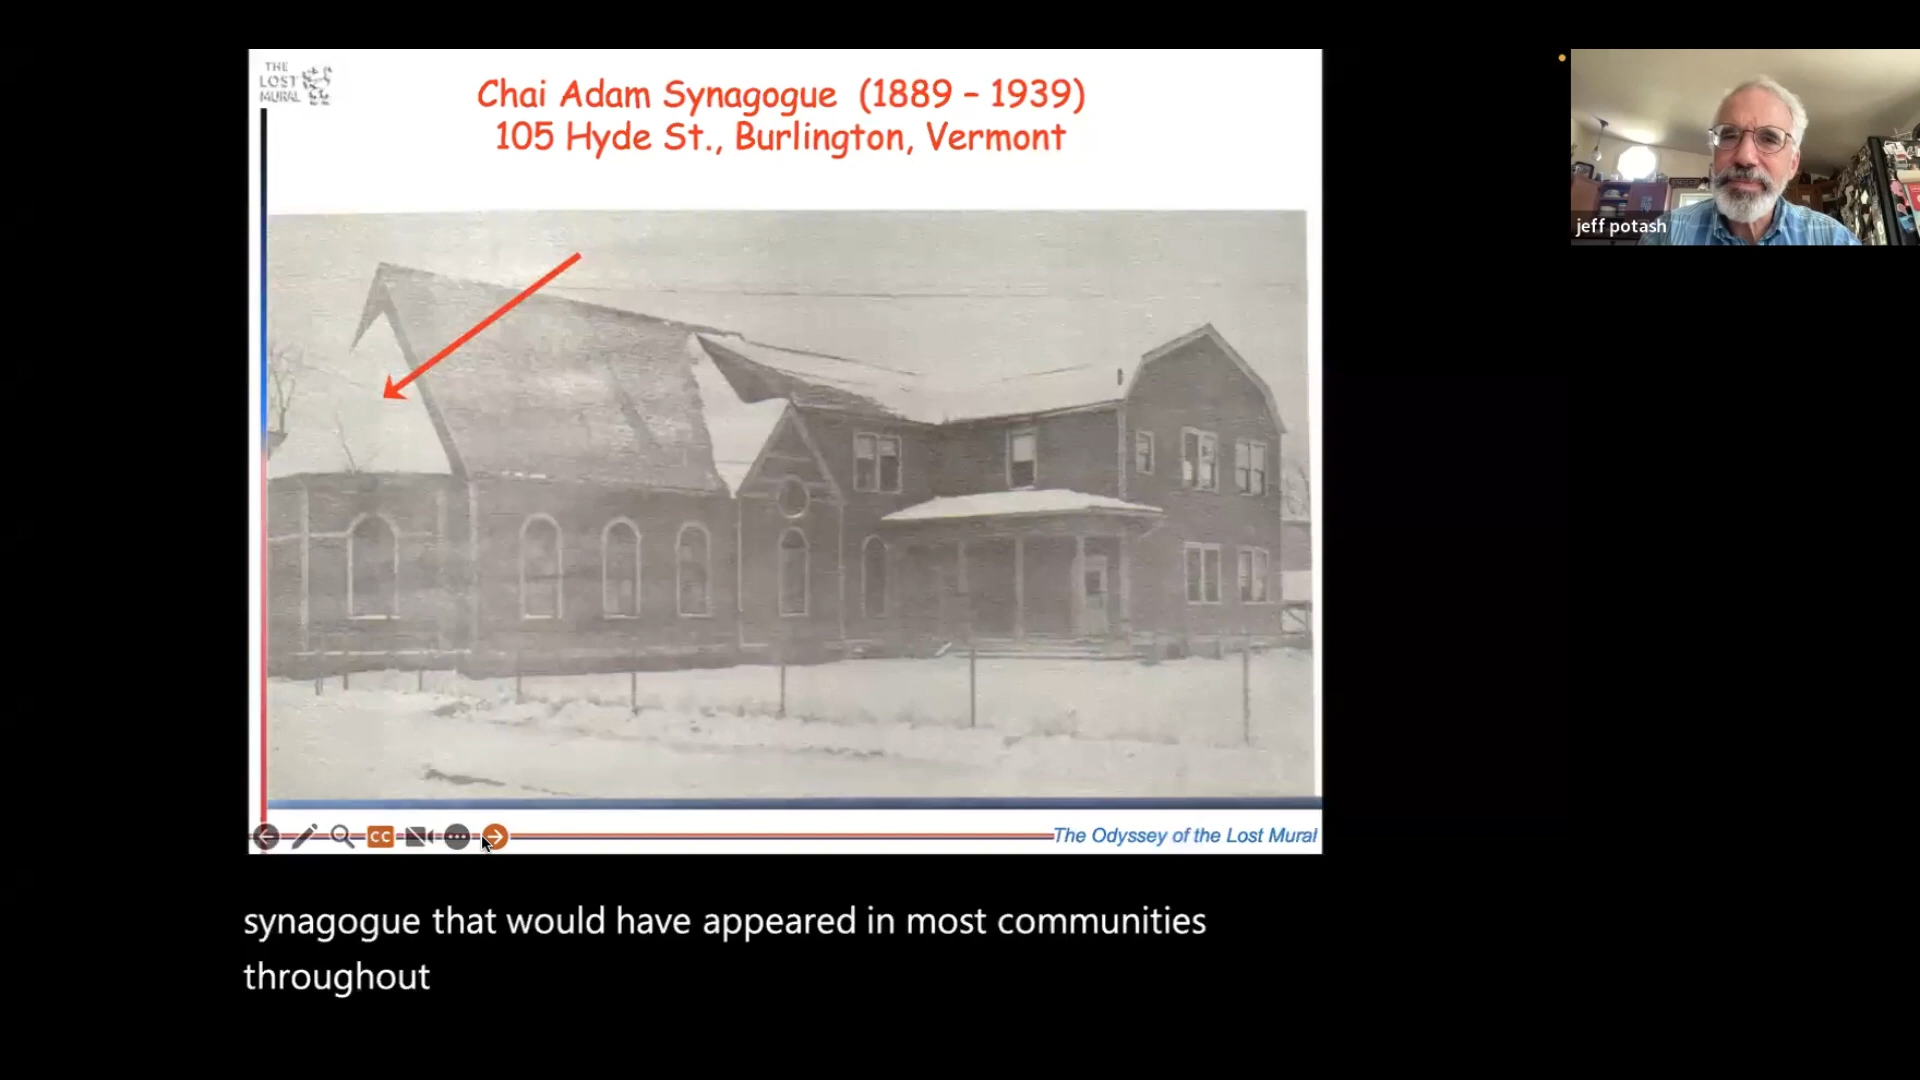 THE
LOST
MURAL
Chai Adam Synagogue (1889 – 1939)
105 Hyde St., Burlington, Vermont
jeff potash
CC
The Odyssey of the Lost Mural
synagogue that would have appeared in most communities
throughout